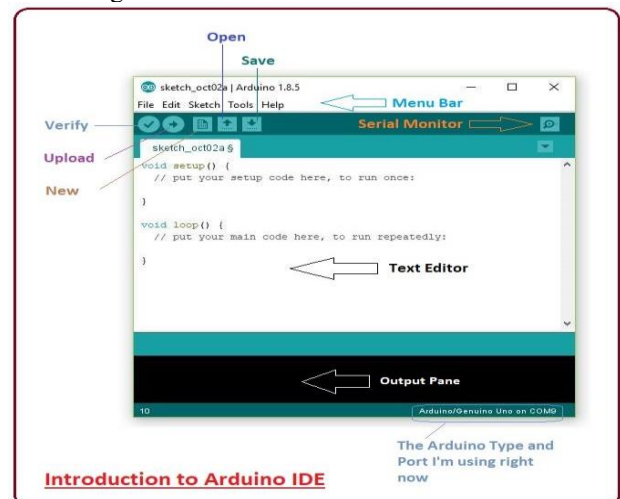 Open
Save
sketch_oct02a | Arduino 1.8.5
File Edit Sketch Tools Help
Menu Bar
Verify
Serial Monitor
Upload
sketch_oct02a §
New
void setup() {
// put your setup code here, to run once:
}
void loop() {
// put your main code here, to run repeatedly:
}
Text Editor
Output Pane
10
Arduino/Genuino Uno on COM9
The Arduino Type and
Port I'm using right
now
Introduction to Arduino IDE